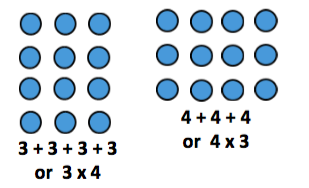 3 + 3 + 3 + 3
or 3 x 4
4 + 4 + 4
or 4 x 3